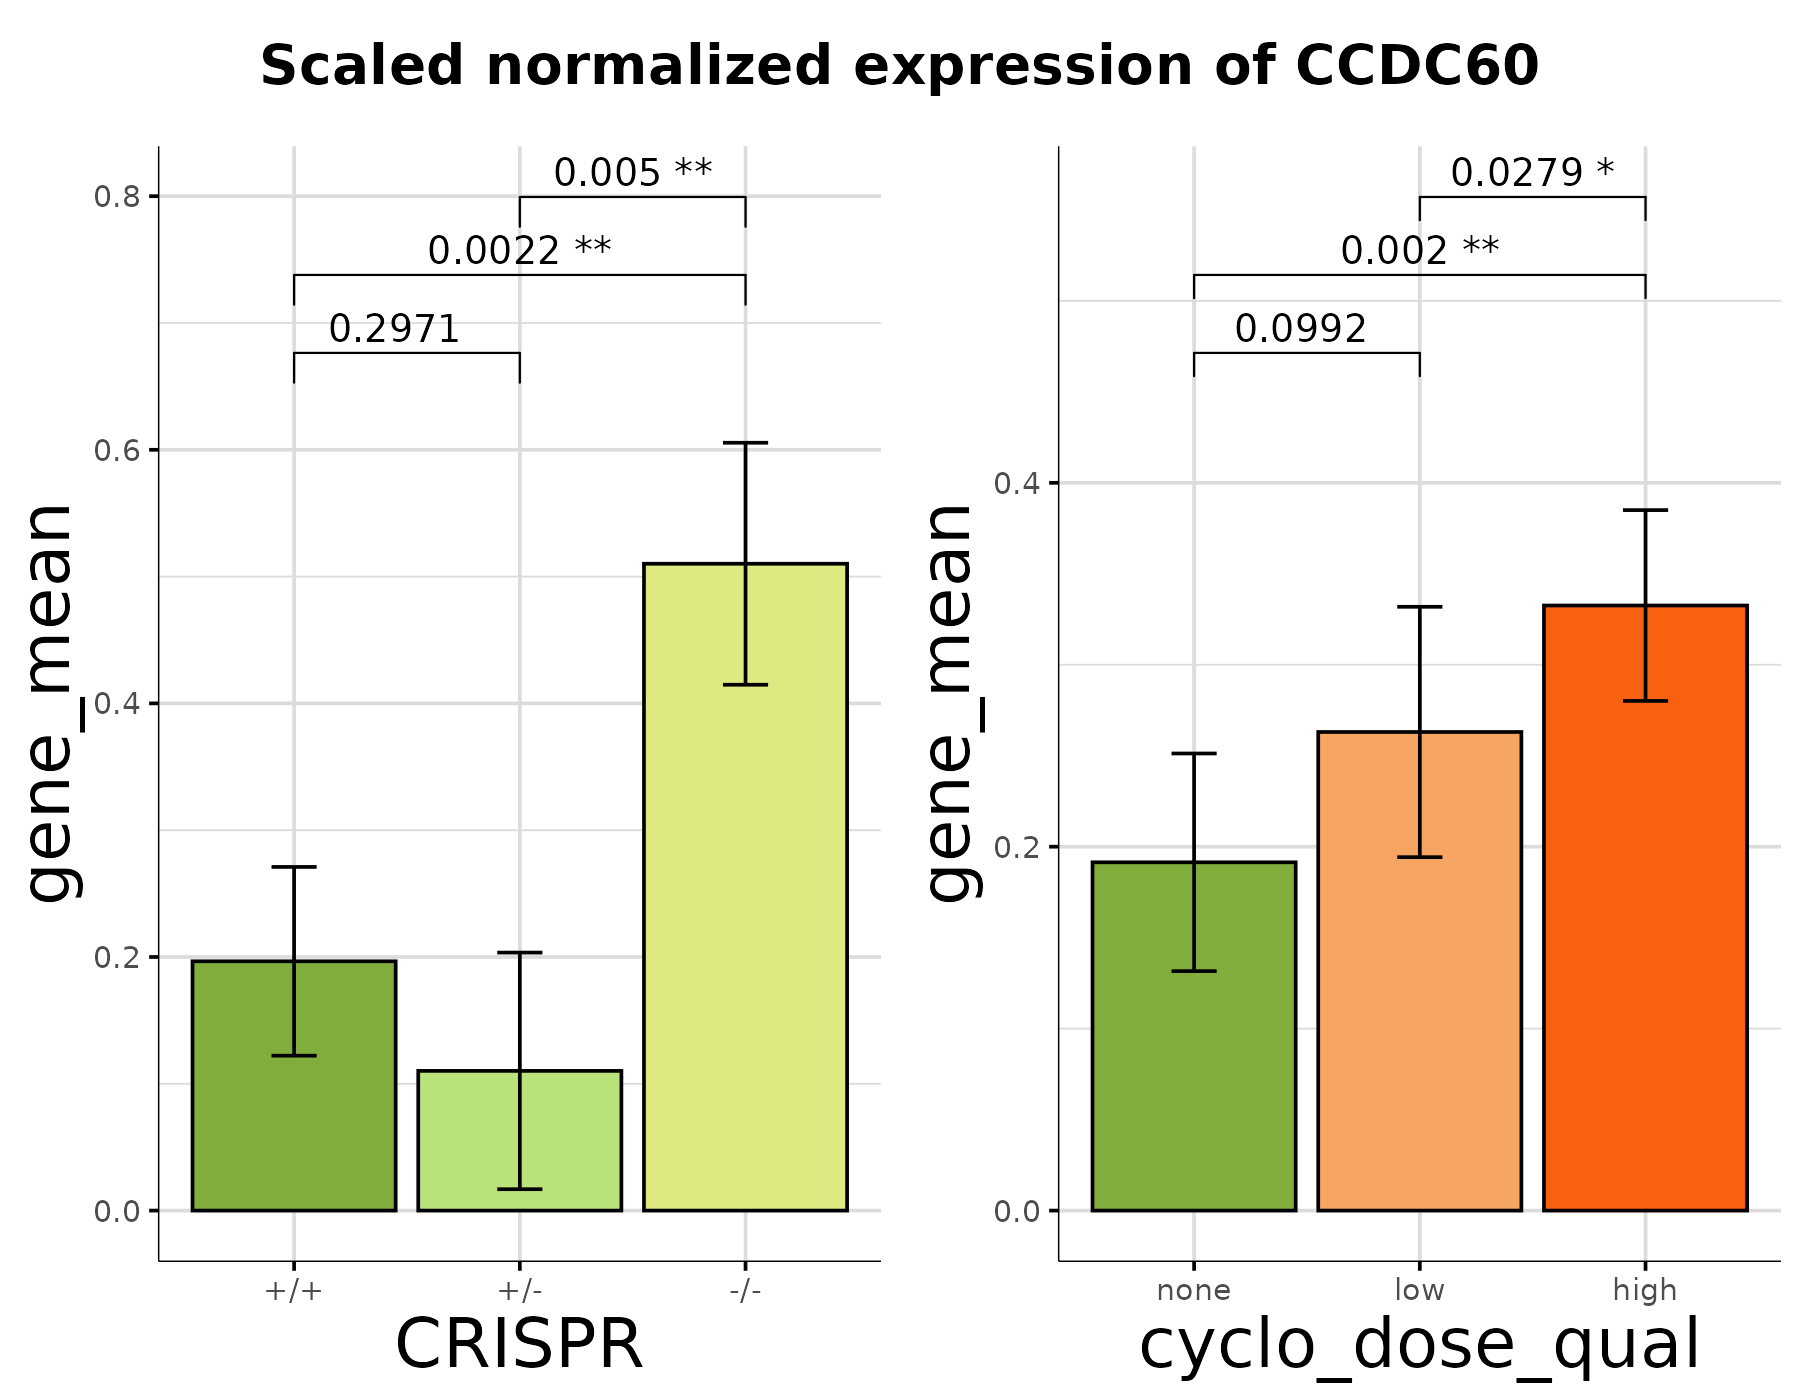 Scaled normalized expression of CCDC60
gene_mean
0.8
0.6
0.4
0.2
0.0
0.005 **
0.0022 **
0.2971
+/+
+/-
-/-
CRISPR
gene_mean
0.4
0.2
0.0
0.0279 *
0.002 **
0.0992
none
low
high
cyclo_dose_qual